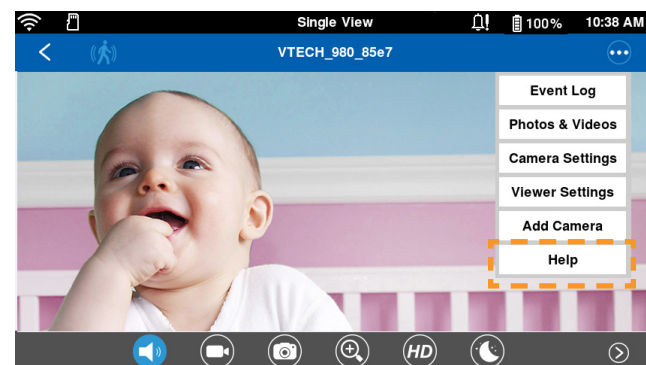 Single View
100%
10:38 AM
VTECH_980_85e7
Event Log
Photos & Videos
Camera Settings
Viewer Settings
Add Camera
Help
HD